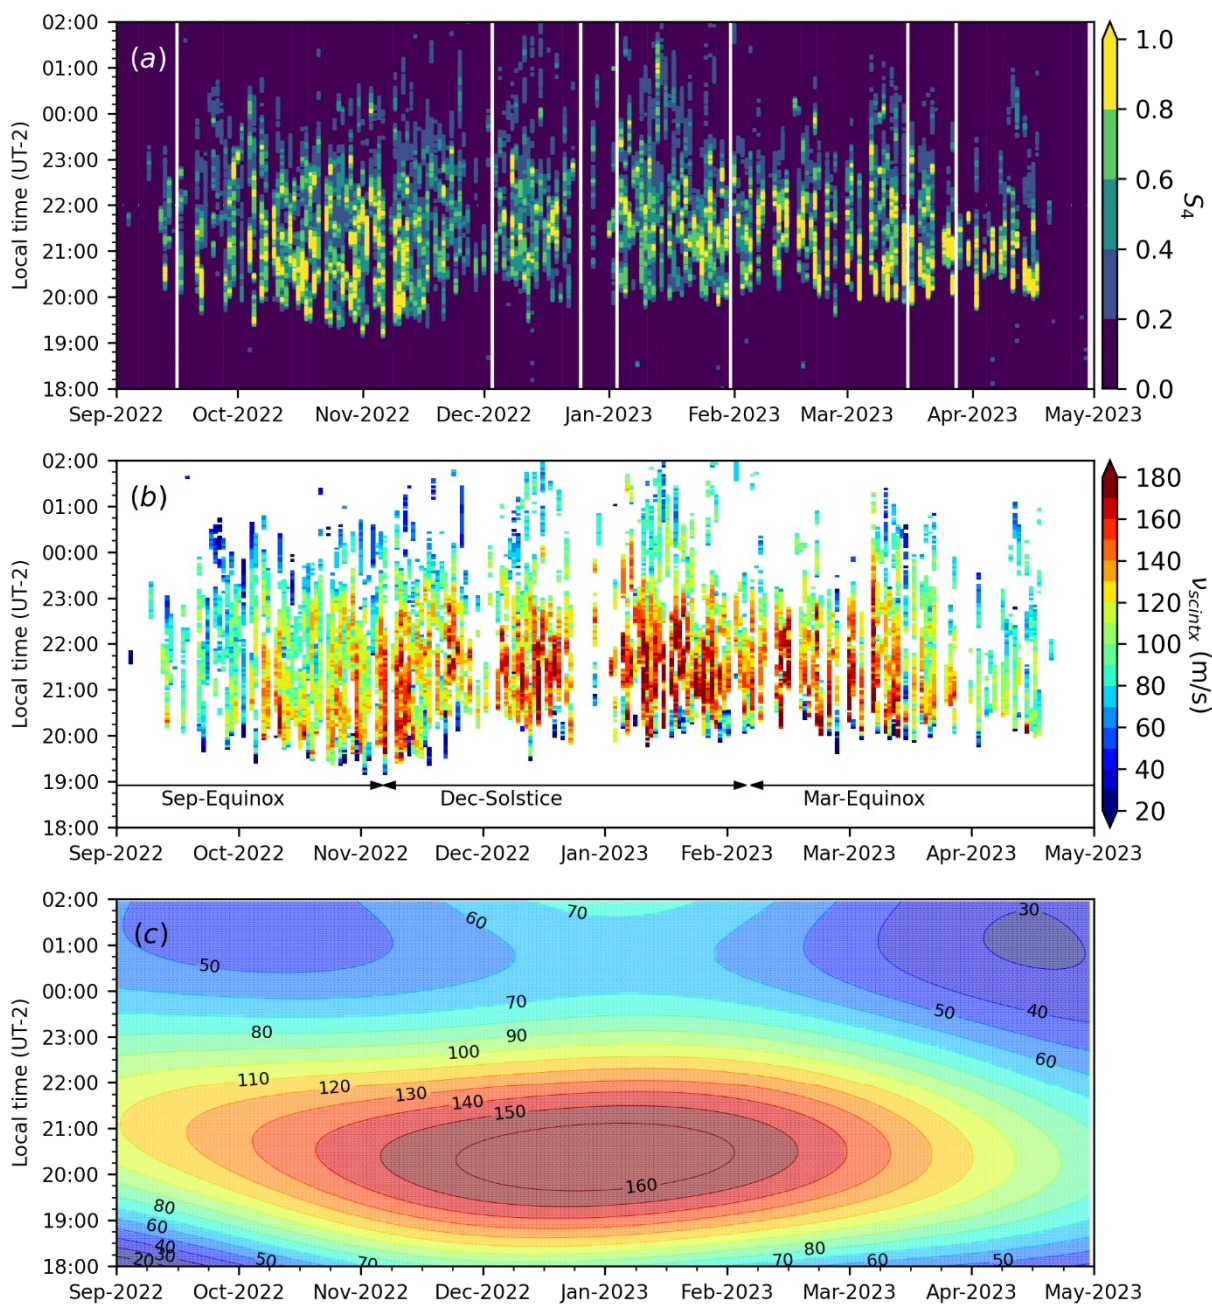 (a)
02:00
01:00
00:00
23:00
22:00
21:00
20:00
19:00
18:00
Local time (UT-2)
Sep-2022 Oct-2022 Nov-2022 Dec-2022 Jan-2023 Feb-2023 Mar-2023 Apr-2023 May-2023
1.0
0.8
0.6
0.4
0.2
0.0
S4
(b)
02:00
01:00
00:00
23:00
22:00
21:00
20:00
19:00
18:00
Local time (UT-2)
Sep-Equinox Dec-Solstice Mar-Equinox
Sep-2022 Oct-2022 Nov-2022 Dec-2022 Jan-2023 Feb-2023 Mar-2023 Apr-2023 May-2023
180
160
140
120
100
80
60
40
20
νscintx (m/s)
(c)
02:00
01:00
00:00
23:00
22:00
21:00
20:00
19:00
18:00
Local time (UT-2)
60 70 30
50
70 50 40
80 90 60
100
110 120 130 140 150
160
80
60
40
30
20 50 70 70 80 60 50
Sep-2022 Oct-2022 Nov-2022 Dec-2022 Jan-2023 Feb-2023 Mar-2023 Apr-2023 May-2023